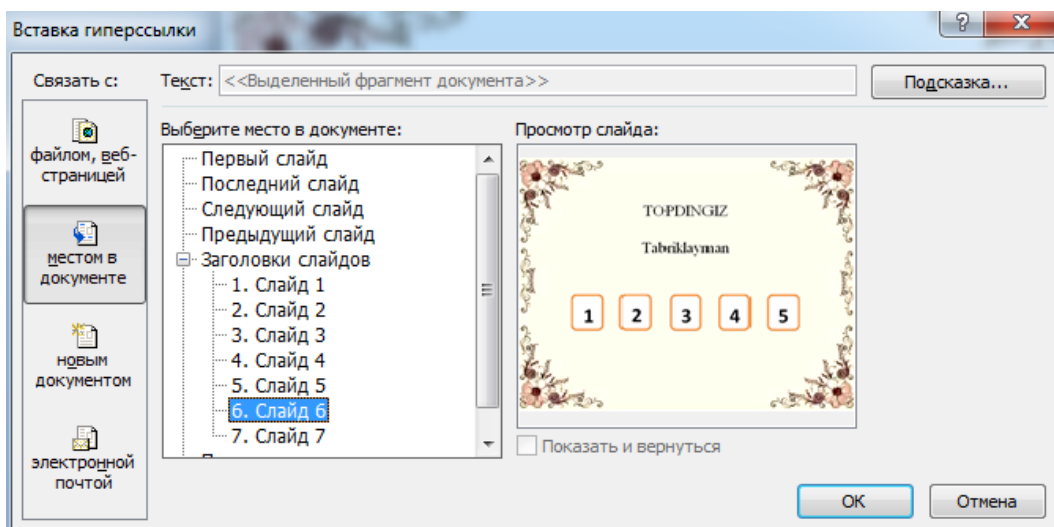 Вставка гиперссылки
Связать с:
Текст: <<Выделенный фрагмент документа>>
Подсказка...
файлом, веб-
страницей
местом в
документе
новым
документом
электронной
почтой
Выберите место в документе:
Первый слайд
Последний слайд
Следующий слайд
Предыдущий слайд
Заголовки слайдов
1. Слайд 1
2. Слайд 2
3. Слайд 3
4. Слайд 4
5. Слайд 5
6. Слайд 6
7. Слайд 7
Просмотр слайда:
TOPDINGIZ
Tabriklayman
1 2 3 4 5
Показать и вернуться
ОК
Отмена